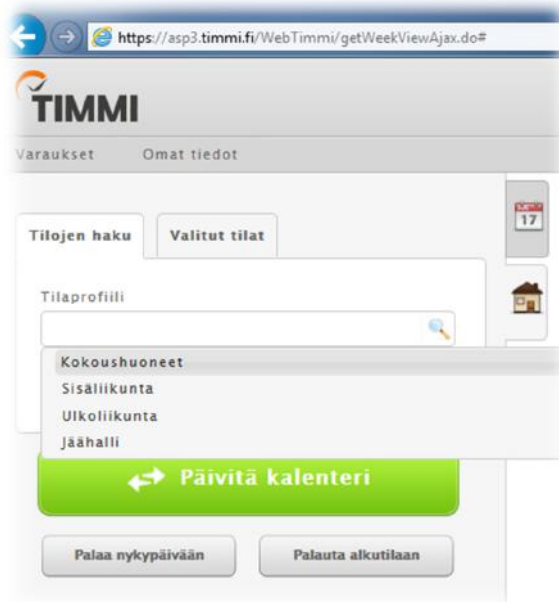 https://asp3.timmi.fi/WebTimmi/getWeekViewAjax.do#
TIMMI
Varaukset Omat tiedot
17
Tilojen haku Valitut tilat
Tilaprofiili
Kokoushuoneet
Sisäliikunta
Ulkoliikunta
Jäähalli
Päivitä kalenteri
Palaa nykypäivään Palauta alkutilaan